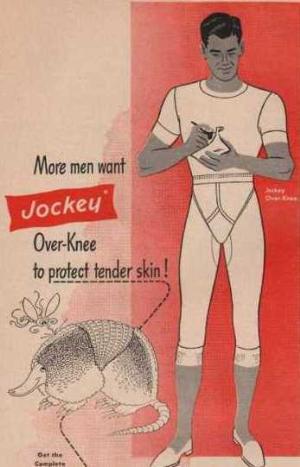 More men want
Jockey®
Over-Knee
to protect tender skin!
Jockey
Over-Knee
Get the
Complete